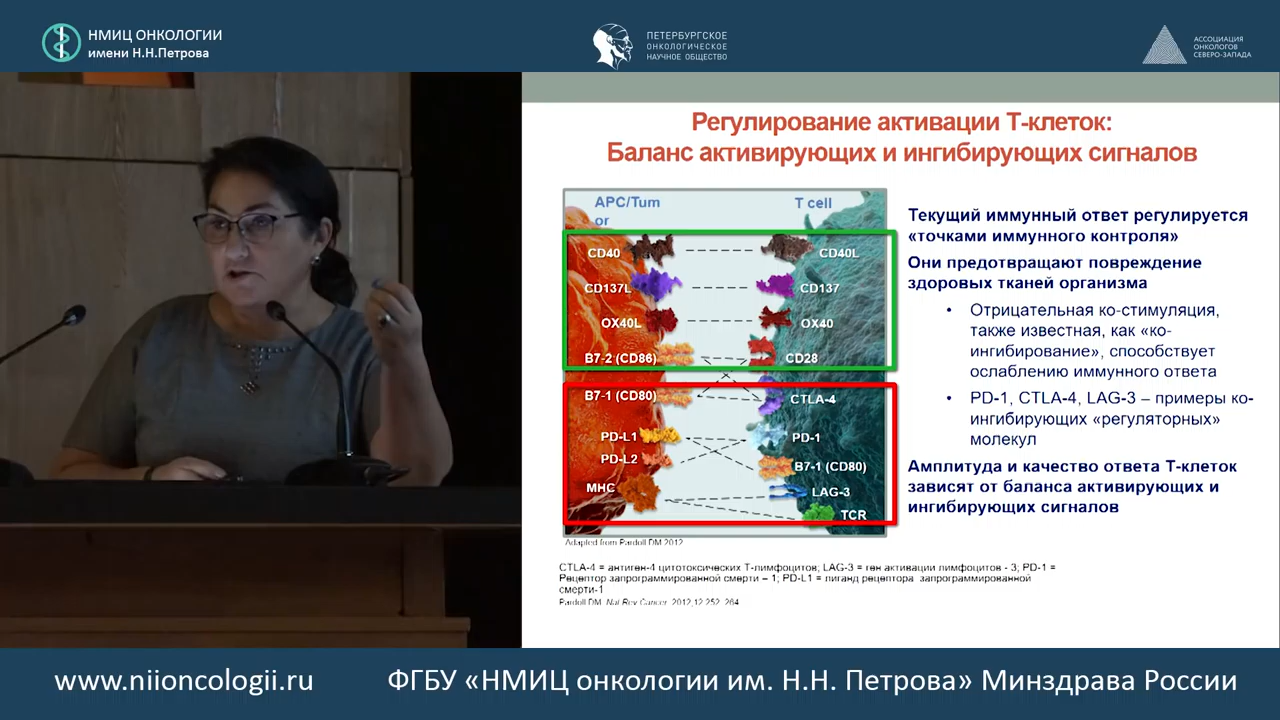 НМИЦ ОНКОЛОГИИ
имени Н.Н.Петрова
ПЕТЕРБУРГСКОЕ
ОНКОЛОГИЧЕСКОЕ
НАУЧНОЕ ОБЩЕСТВО
АССОЦИАЦИЯ
ОНКОЛОГОВ
СЕВЕРО-ЗАПАДА
Регулирование активации Т-клеток:
Баланс активирующих и ингибирующих сигналов
APC/Tum
or
T cell
CD40
CD40L
CD137L
CD137
OX40L
OX40
B7-2 (CD86)
CD28
B7-1 (CD80)
CTLA-4
PD-L1
PD-1
PD-L2
B7-1 (CD80)
MHC
LAG-3
TCR
Adapted from Pardoll DM 2012
Текущий иммунный ответ регулируется
«точками иммунного контроля»
Они предотвращают повреждение
здоровых тканей организма
• Отрицательная ко-стимуляция,
также известная, как «ко-
ингибирование», способствует
ослаблению иммунного ответа
• PD-1, CTLA-4, LAG-3 – примеры ко-
ингибирующих «регуляторных»
молекул
Амплитуда и качество ответа Т-клеток
зависят от баланса активирующих и
ингибирующих сигналов
CTLA-4 = антиген-4 цитотоксических Т-лимфоцитов; LAG-3 = ген активации лимфоцитов - 3; PD-1 =
Рецептор запрограммированной смерти – 1; PD-L1 = лиганд рецептора запрограммированной
смерти-1
Pardoll DM. Nat Rev Cancer. 2012;12:252-264
www.niioncologii.ru
ФГБУ «НМИЦ онкологии им. Н.Н. Петрова» Минздрава России